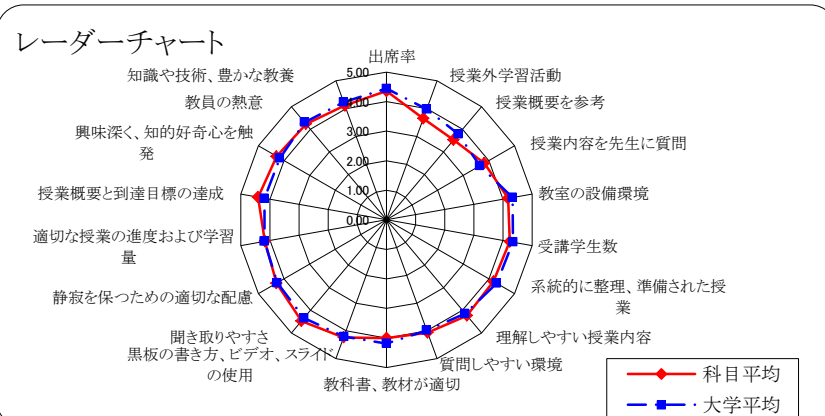 レーダーチャート
出席率
授業外学習活動
授業概要を参考
授業内容を先生に質問
教室の設備環境
受講学生数
系統的に整理、準備された授
業
理解しやすい授業内容
質問しやすい環境
教科書、教材が適切
黒板の書き方、ビデオ、スライド
の使用
聞き取りやすさ
静寂を保つための適切な配慮
適切な授業の進度および学習
量
授業概要と到達目標の達成
興味深く、知的好奇心を触
発
教員の熱意
知識や技術、豊かな教養
5.00
4.00
3.00
2.00
1.00
0.00
科目平均
大学平均